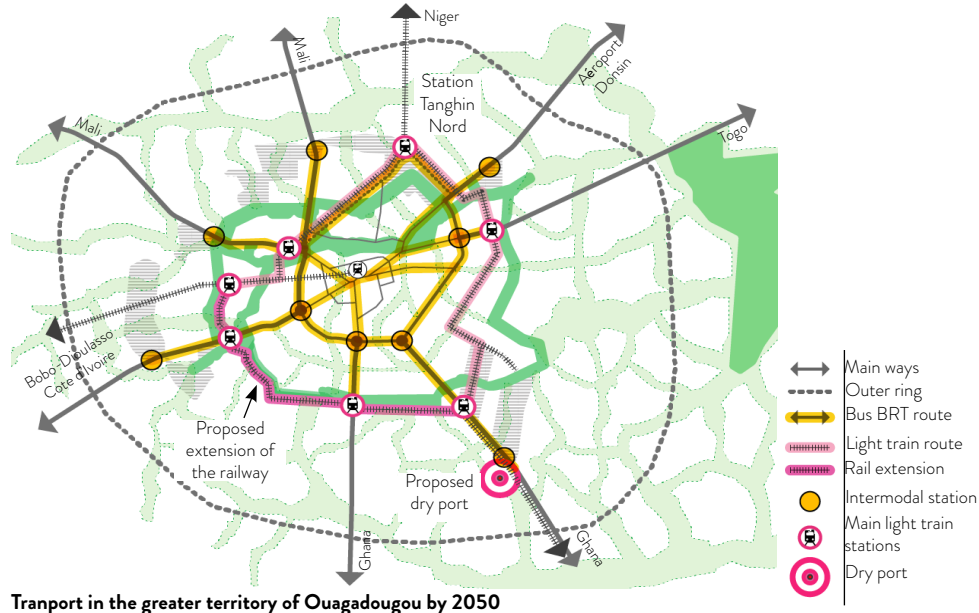 Niger
Mali
Station
Tanghin
Nord
Aéroport
Donsin
Mali
Togo
Bobo-Dioulasso
Cote d'Ivoire
Proposed
extension of
the railway
Proposed
dry port
Ghana
Ghana
Main ways
Outer ring
Bus BRT route
Light train route
Rail extension
Intermodal station
Main light train
stations
Dry port
Tranport in the greater territory of Ouagadougou by 2050